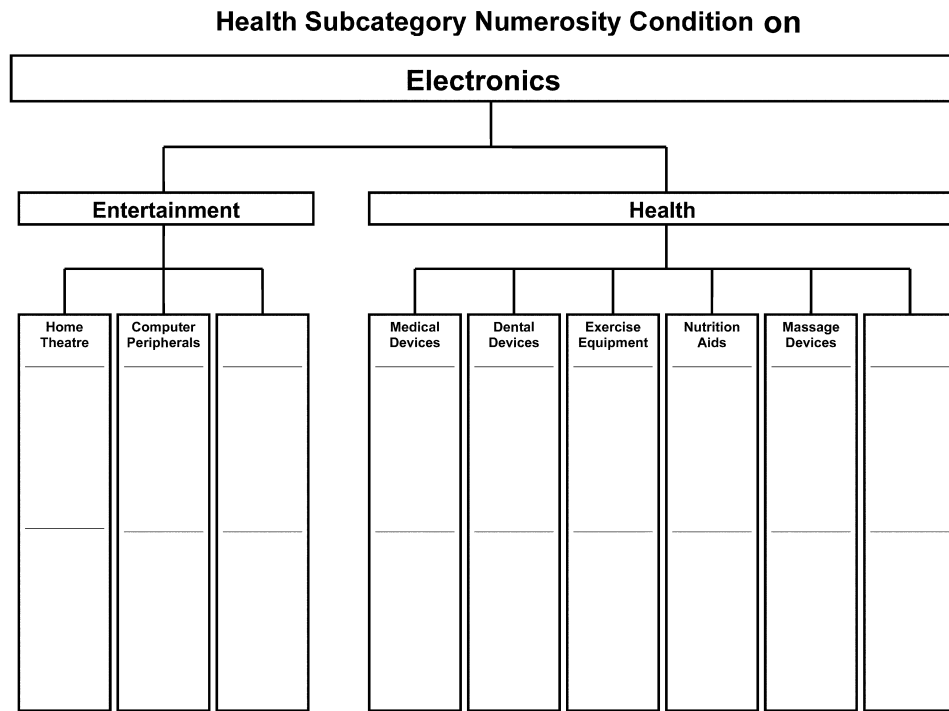 Health Subcategory Numerosity Condition on
Electronics
Entertainment
Health
Home
Theatre
Computer
Peripherals
Medical
Devices
Dental
Devices
Exercise
Equipment
Nutrition
Aids
Massage
Devices